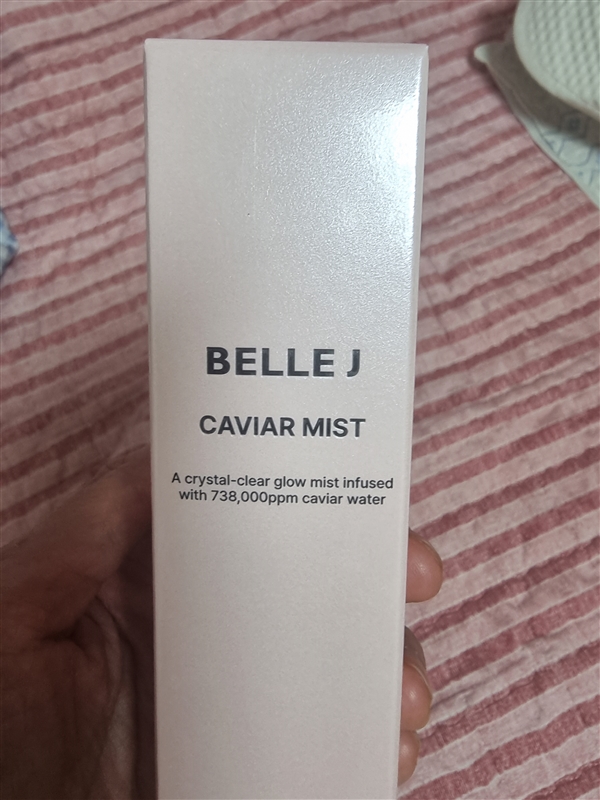 BELLE J
CAVIAR MIST
A crystal-clear glow mist infused
with 738,000ppm caviar water